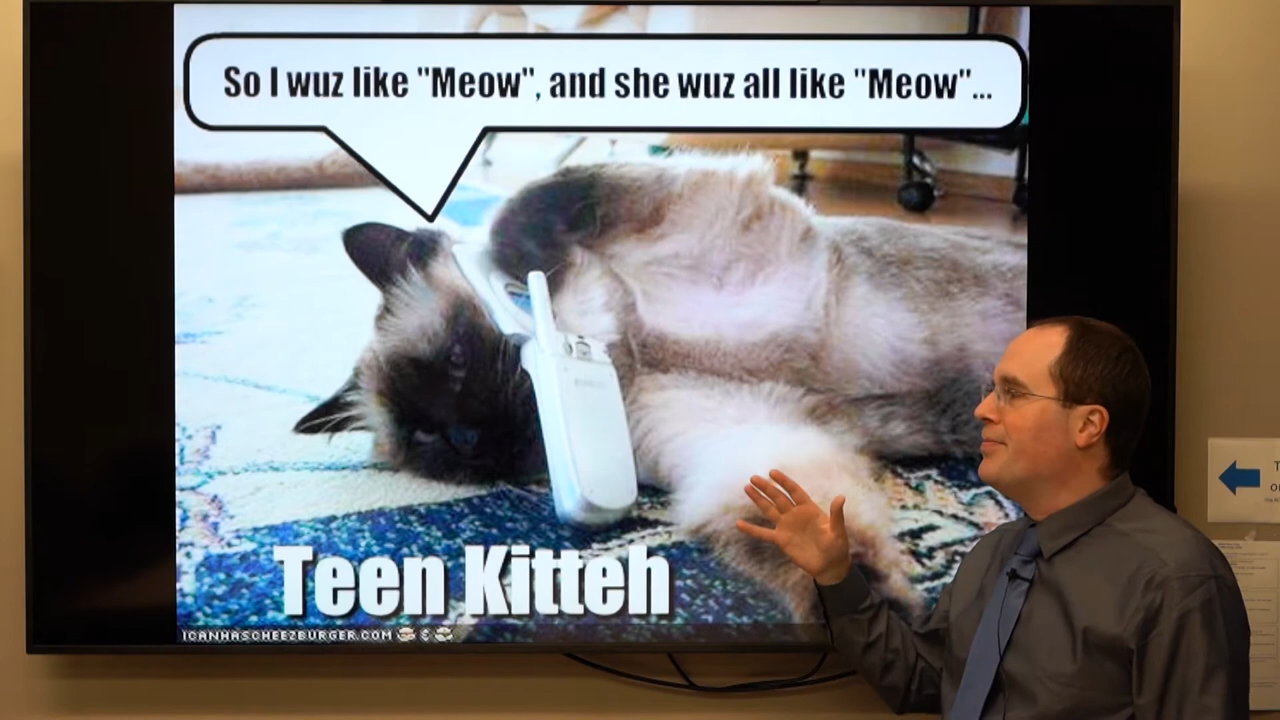 So I wuz like "Meow", and she wuz all like "Meow"...
Teen Kitteh
ICANHASCHEEZBURGER.COM